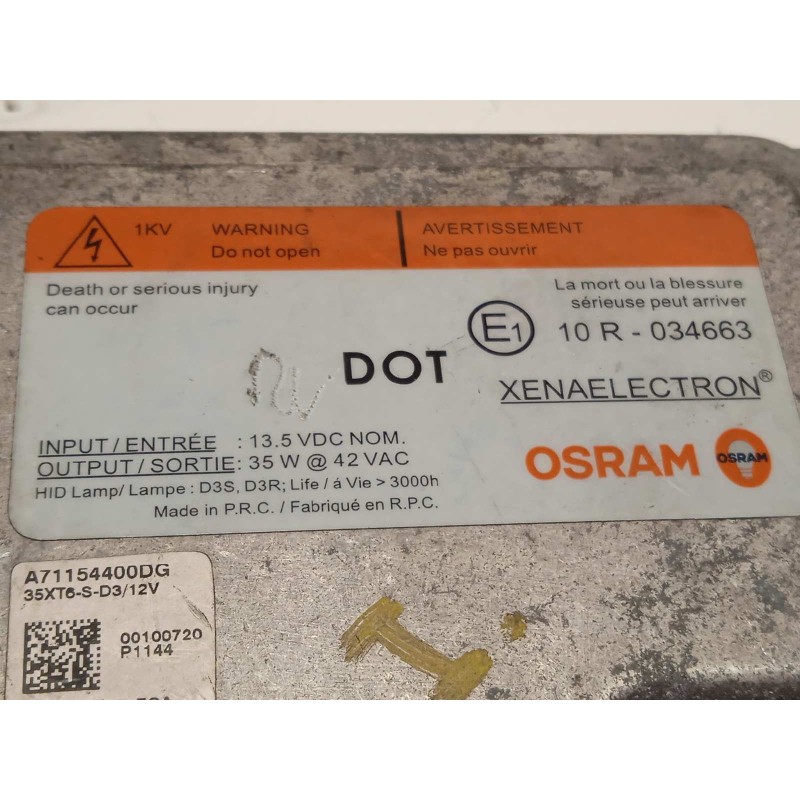 1KV WARNING
Do not open
AVERTISSEMENT
Ne pas ouvrir
Death or serious injury
can occur
La mort ou la blessure
sérieuse peut arriver
E1 10 R - 034663
DOT
XENAELECTRON®
INPUT / ENTRÉE : 13.5 VDC NOM.
OUTPUT / SORTIE: 35 W @ 42 VAC
HID Lamp/ Lampe : D3S, D3R; Life / á Vie > 3000h
Made in P.R.C. / Fabriqué en R.P.C.
OSRAM
OSRAM
A71154400DG
35XT6-S-D3/12V
00100720
P1144